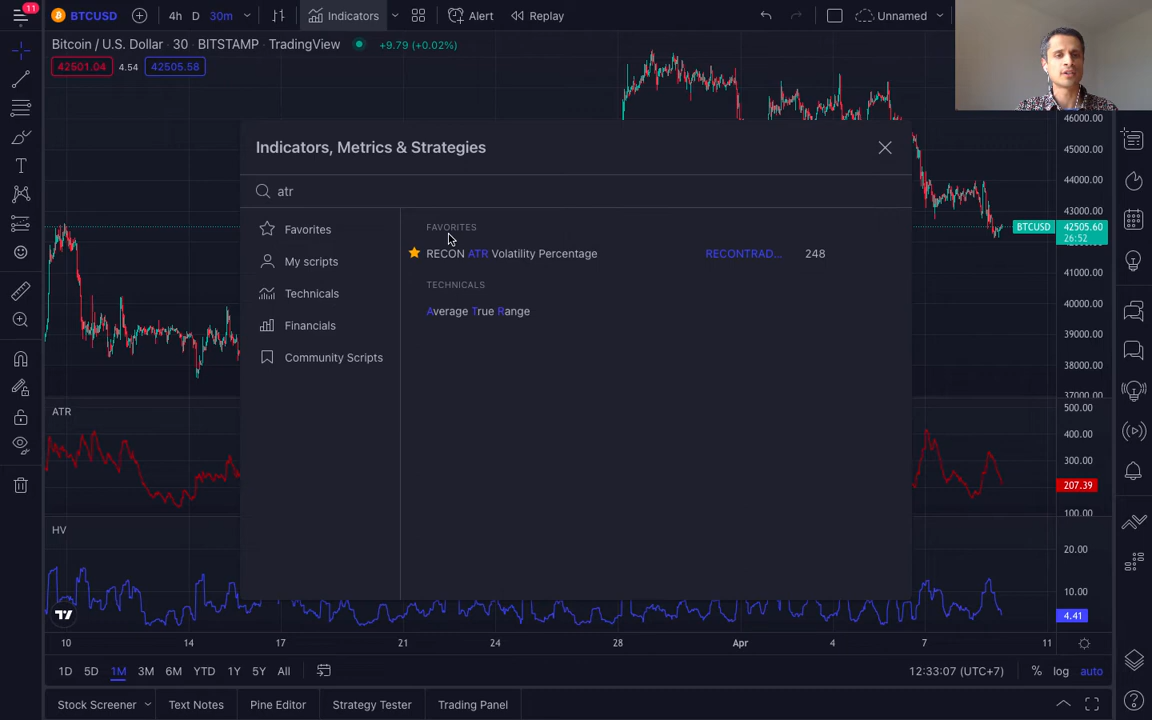 11
BTCUSD
4h D 30m
Indicators
Alert
Replay
Unnamed
Bitcoin / U.S. Dollar · 30 · BITSTAMP · TradingView
+9.79 (+0.02%)
42501.04 4.54 42505.58
46000.00
45000.00
44000.00
43000.00
BTCUSD 42505.60
26:52
41000.00
40000.00
39000.00
38000.00
37000.00
Indicators, Metrics & Strategies
atr
Favorites
My scripts
Technicals
Financials
Community Scripts
FAVORITES
RECON ATR Volatility Percentage RECONTRAD... 248
TECHNICALS
Average True Range
ATR
500.00
400.00
300.00
207.39
100.00
HV
20.00
10.00
4.41
10 14 17 21 24 28 Apr 4 7 11
1D 5D 1M 3M 6M YTD 1Y 5Y All
12:33:07 (UTC+7) % log auto
Stock Screener Text Notes Pine Editor Strategy Tester Trading Panel